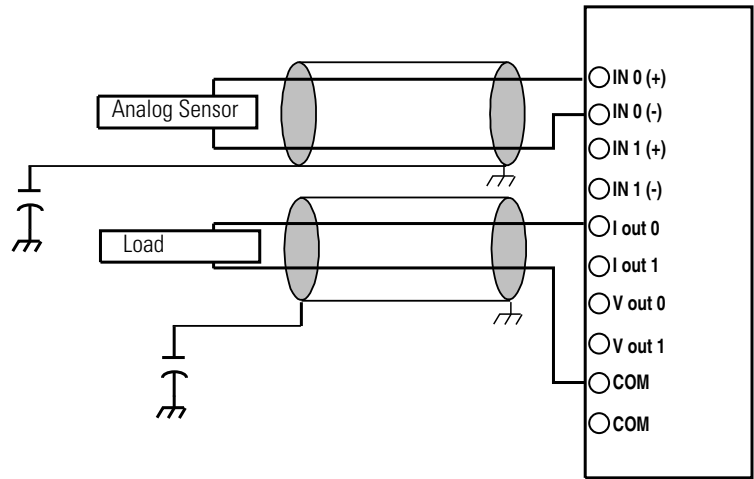 Analog Sensor
Load
IN 0 (+)
IN 0 (-)
IN 1 (+)
IN 1 (-)
I out 0
I out 1
V out 0
V out 1
COM
COM